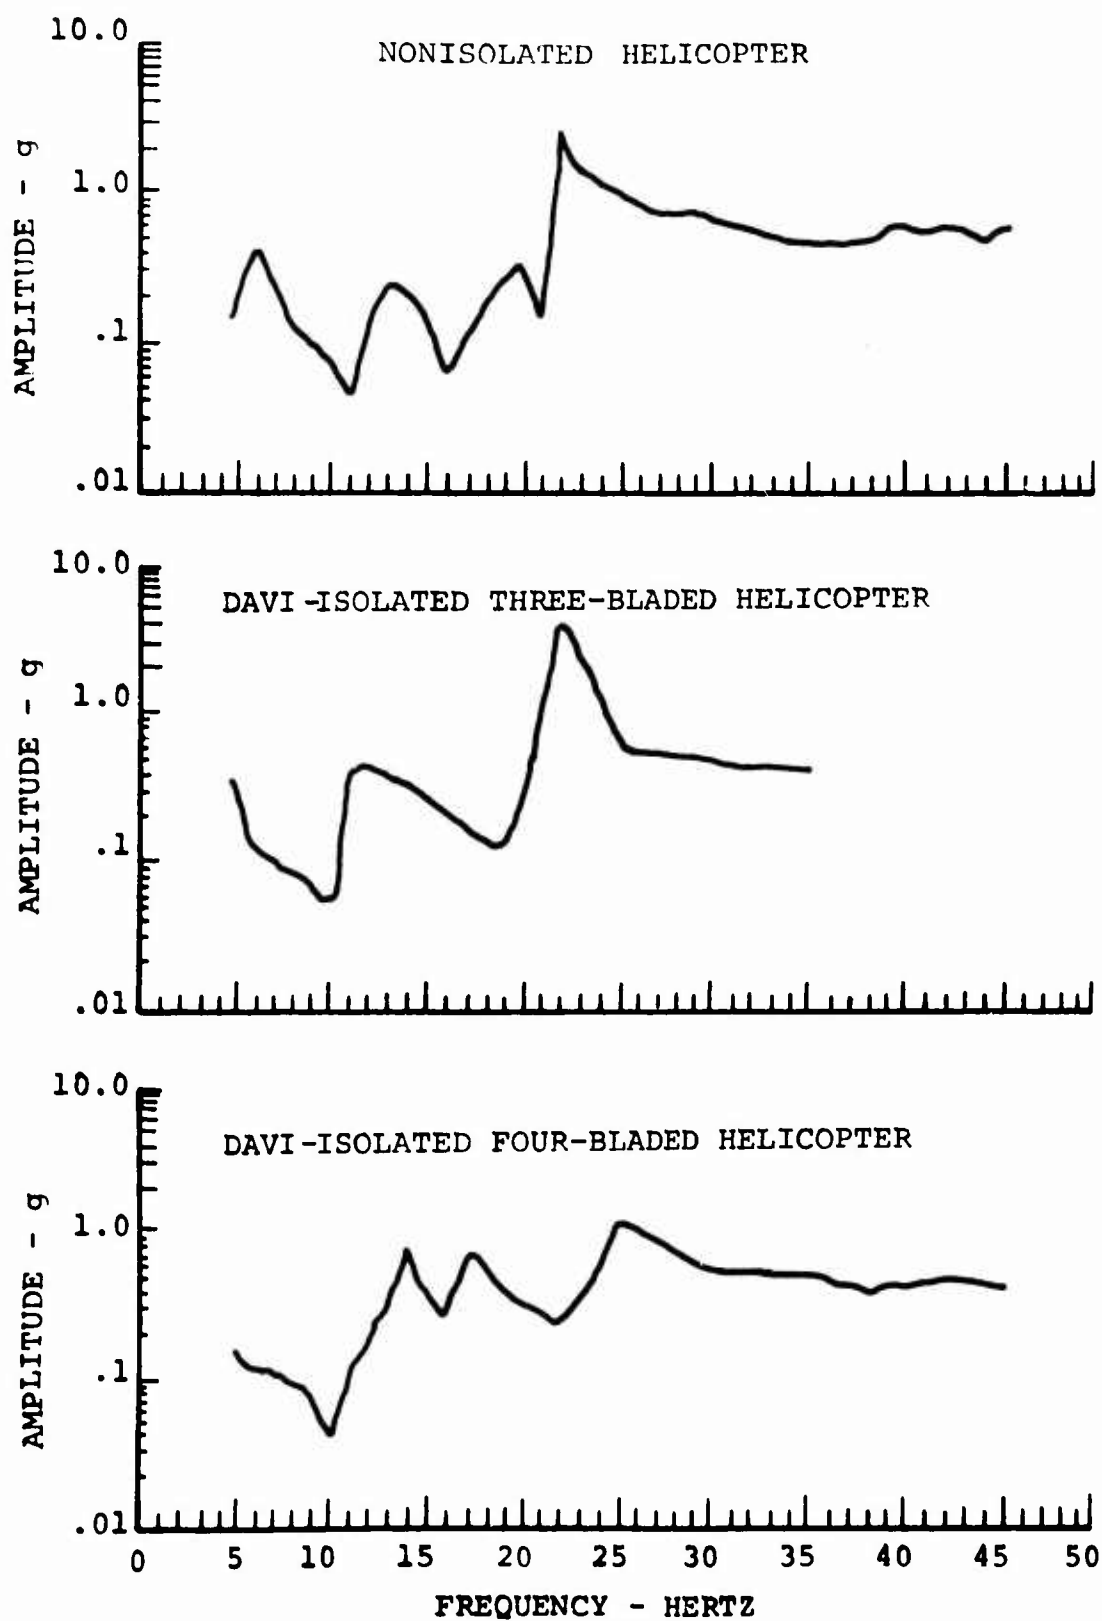 10.0
NONISOLATED HELICOPTER
AMPLITUDE - g
1.0
.1
.01
10.0
DAVI-ISOLATED THREE-BLADED HELICOPTER
AMPLITUDE - g
1.0
.1
.01
10.0
DAVI-ISOLATED FOUR-BLADED HELICOPTER
AMPLITUDE - g
1.0
.1
.01
0 5 10 15 20 25 30 35 40 45 50
FREQUENCY - HERTZ